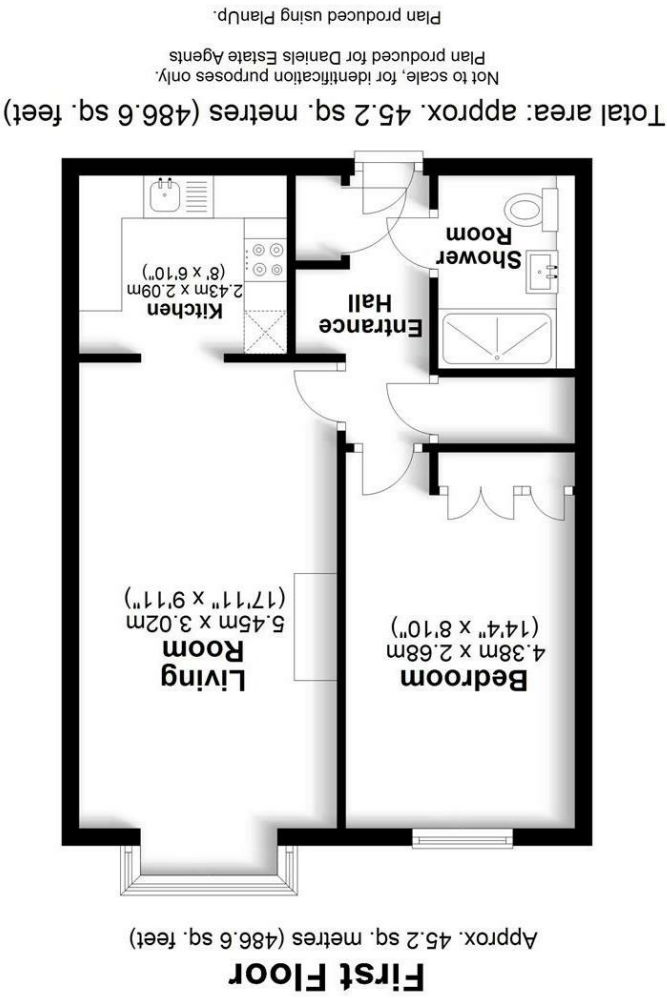 First Floor
Approx. 45.2 sq. metres (486.6 sq. feet)
Bedroom
4.38m x 2.68m
(14'4" x 8'10")
Living
Room
5.45m x 3.02m
(17'11" x 9'11")
Entrance
Hall
Kitchen
2.43m x 2.09m
(8' x 6'10")
Shower
Room
Total area: approx. 45.2 sq. metres (486.6 sq. feet)
Not to scale, for identification purposes only.
Plan produced for Daniels Estate Agents
Plan produced using PlanUp.